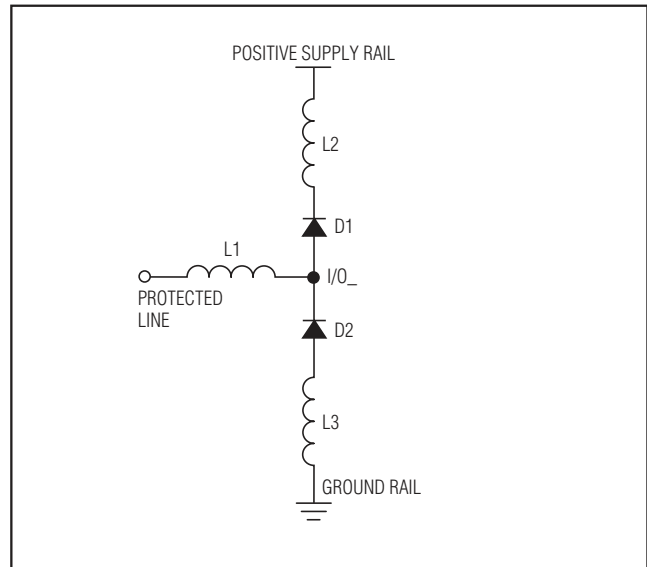 POSITIVE SUPPLY RAIL
L2
D1
L1
I/O_
PROTECTED
LINE
D2
L3
GROUND RAIL